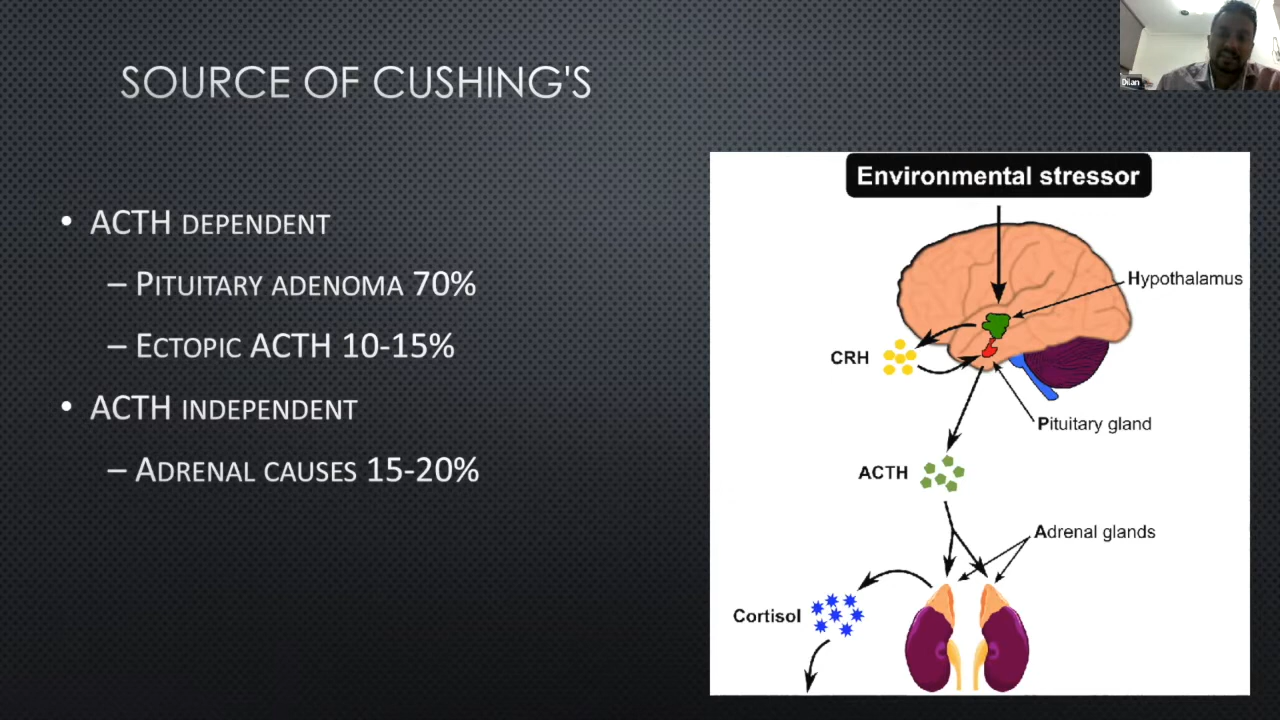 SOURCE OF CUSHING'S
Dilan
• ACTH DEPENDENT
– PITUITARY ADENOMA 70%
– ECTOPIC ACTH 10-15%
• ACTH INDEPENDENT
– ADRENAL CAUSES 15-20%
Environmental stressor
Hypothalamus
CRH
Pituitary gland
ACTH
Adrenal glands
Cortisol